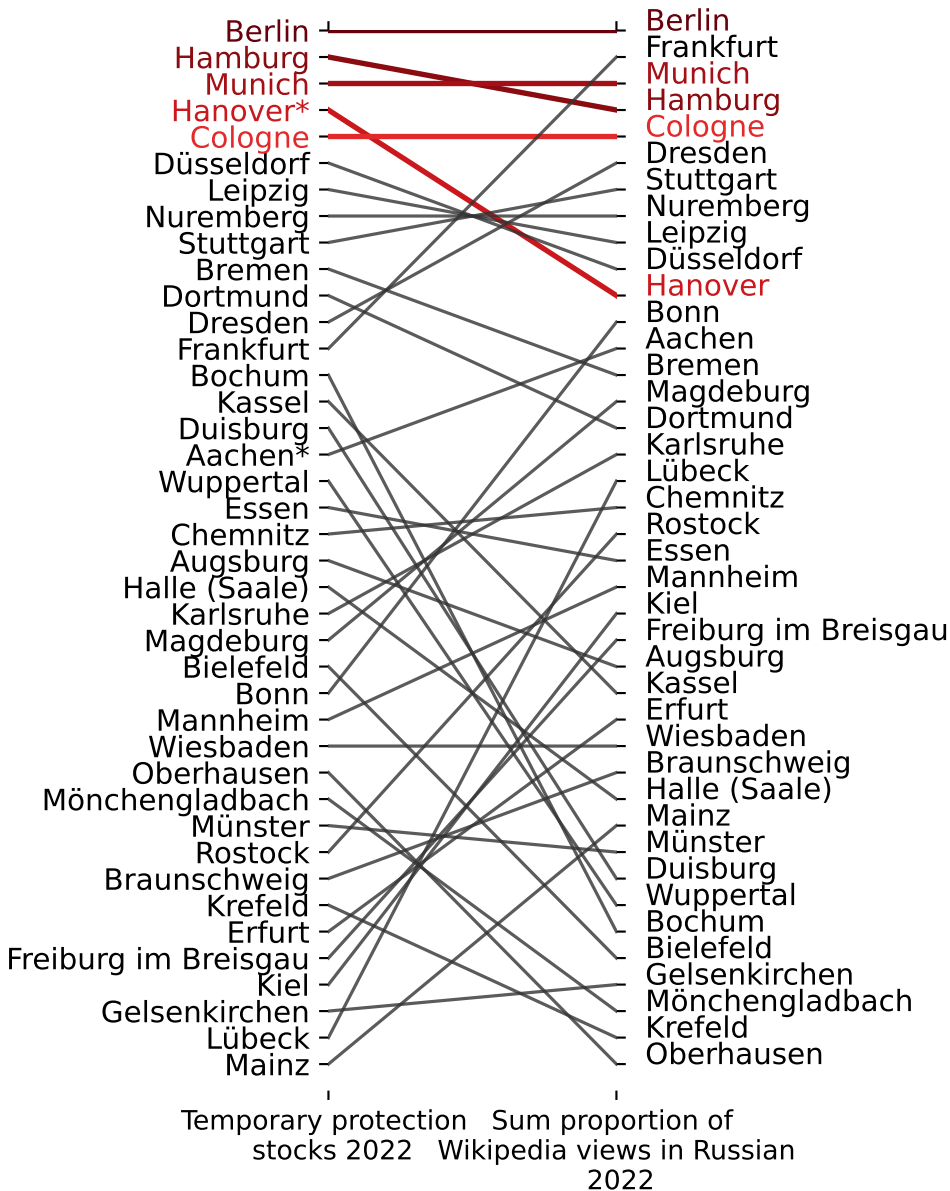 Berlin
Hamburg
Munich
Hanover*
Cologne
Düsseldorf
Leipzig
Nuremberg
Stuttgart
Bremen
Dortmund
Dresden
Frankfurt
Bochum
Kassel
Duisburg
Aachen*
Wuppertal
Essen
Chemnitz
Augsburg
Halle (Saale)
Karlsruhe
Magdeburg
Bielefeld
Bonn
Mannheim
Wiesbaden
Oberhausen
Mönchengladbach
Münster
Rostock
Braunschweig
Krefeld
Erfurt
Freiburg im Breisgau
Kiel
Gelsenkirchen
Lübeck
Mainz
Berlin
Frankfurt
Munich
Hamburg
Cologne
Dresden
Stuttgart
Nuremberg
Leipzig
Düsseldorf
Hanover
Bonn
Aachen
Bremen
Magdeburg
Dortmund
Karlsruhe
Lübeck
Chemnitz
Rostock
Essen
Mannheim
Kiel
Freiburg im Breisgau
Augsburg
Kassel
Erfurt
Wiesbaden
Braunschweig
Halle (Saale)
Mainz
Münster
Duisburg
Wuppertal
Bochum
Bielefeld
Gelsenkirchen
Mönchengladbach
Krefeld
Oberhausen
Temporary protection
stocks 2022
Sum proportion of
Wikipedia views in Russian
2022